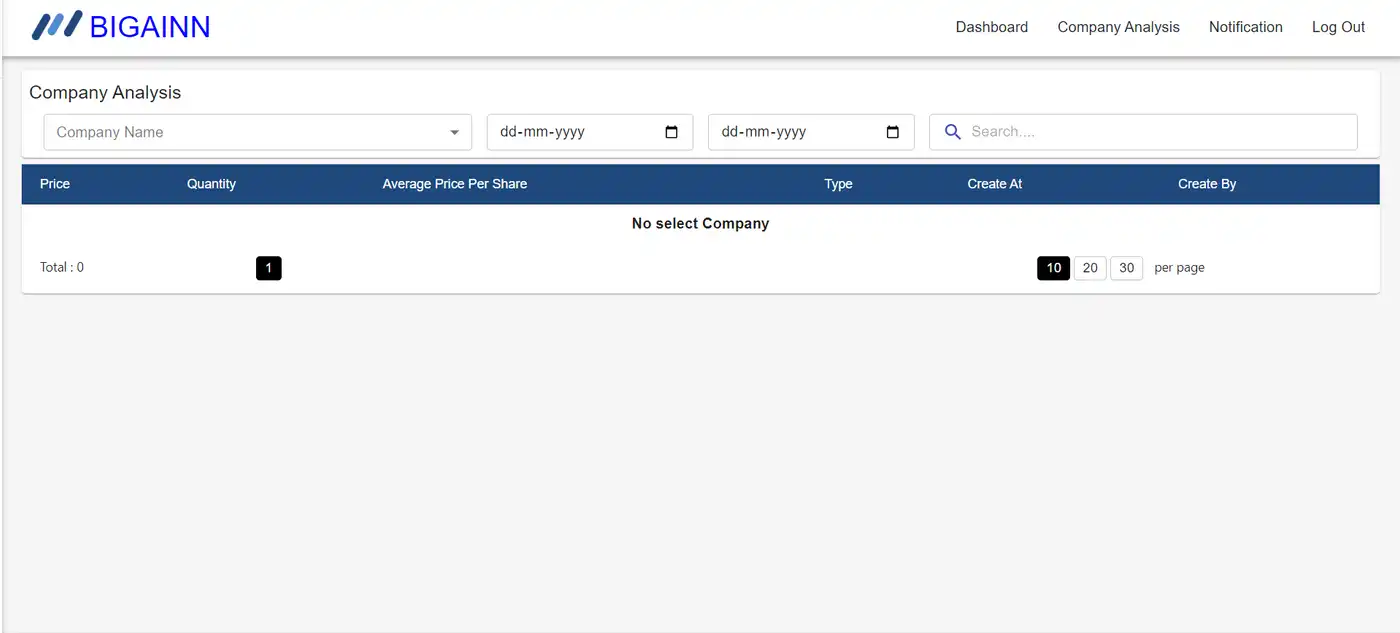 BIGAINN
Dashboard Company Analysis Notification Log Out
Company Analysis
Company Name dd-mm-yyyy dd-mm-yyyy Search....
Price Quantity Average Price Per Share Type Create At Create By
No select Company
Total : 0 1 10 20 30 per page